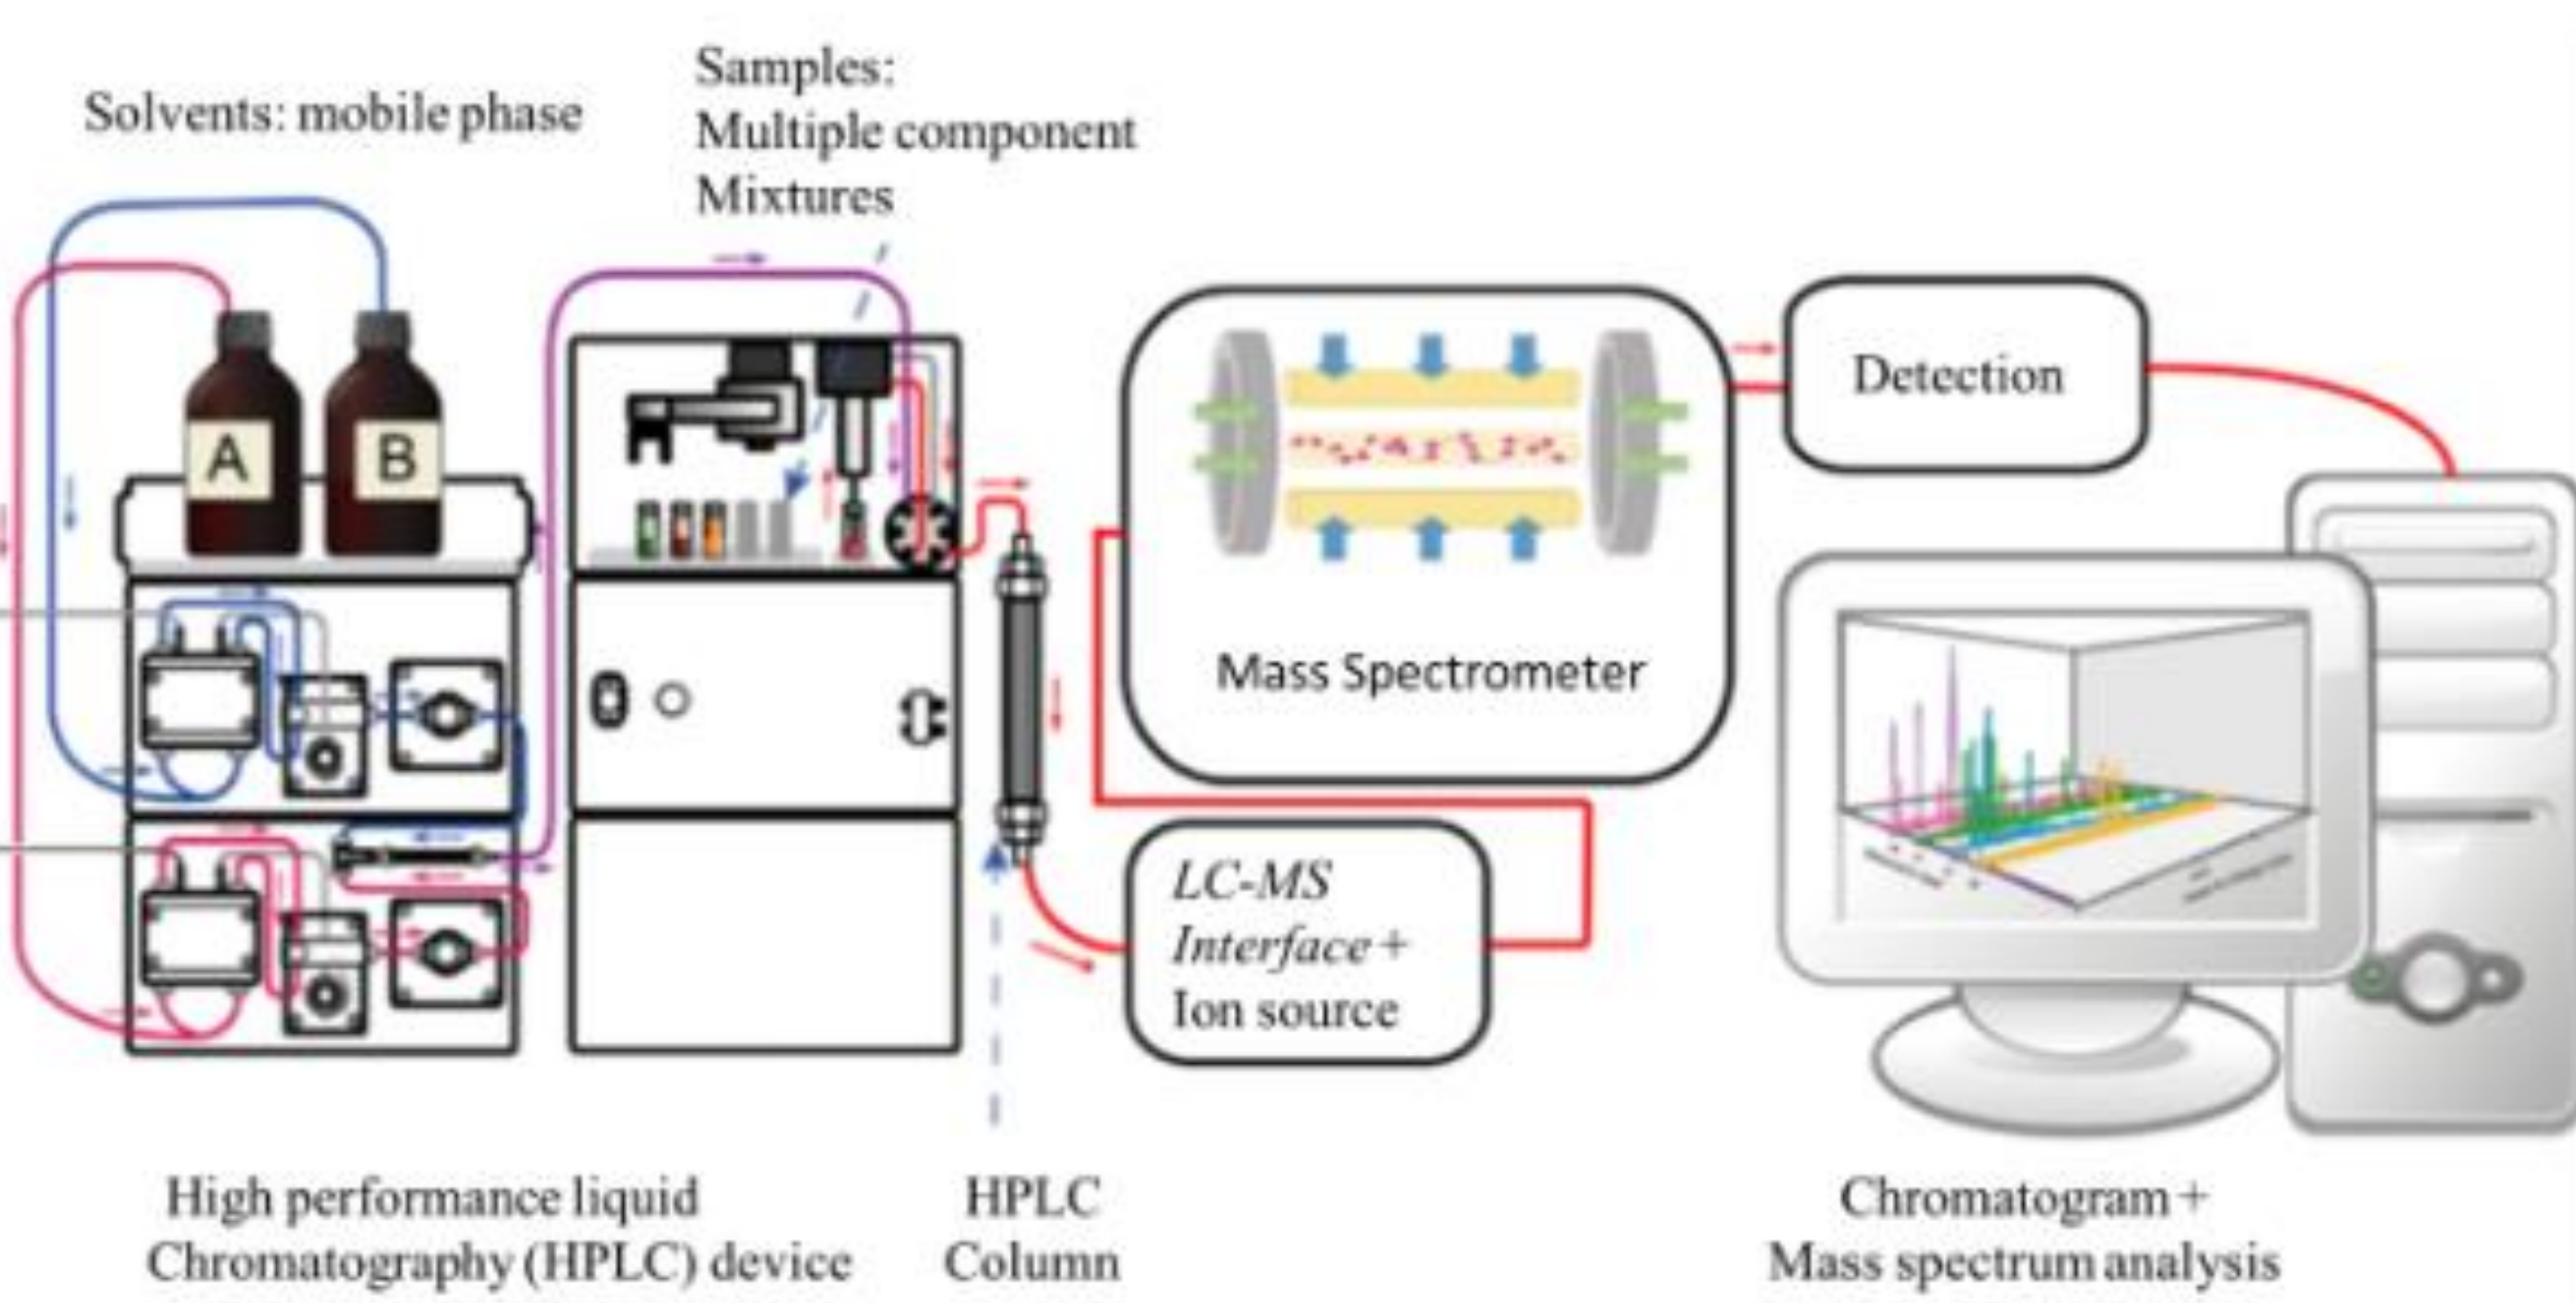 Solvents: mobile phase
Samples:
Multiple component
Mixtures
A
B
Detection
Mass Spectrometer
LC-MS
Interface +
Ion source
High performance liquid
Chromatography (HPLC) device
HPLC
Column
Chromatogram +
Mass spectrum analysis